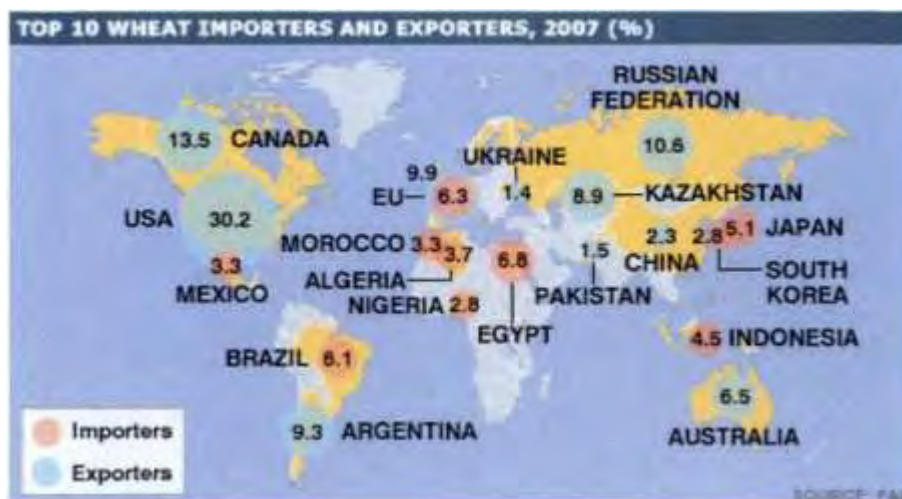 TOP 10 WHEAT IMPORTERS AND EXPORTERS, 2007 (%)
RUSSIAN
FEDERATION
13.5 CANADA
10.6
UKRAINE
9.9
EU 6.3
1.4
8.9 KAZAKHSTAN
USA 30.2
MOROCCO 3.3
3.7
ALGERIA
6.8
1.5
2.3
CHINA
2.8
5.1 JAPAN
SOUTH
KOREA
3.3
MEXICO
NIGERIA 2.8
EGYPT
PAKISTAN
BRAZIL 6.1
4.5 INDONESIA
6.5
AUSTRALIA
9.3 ARGENTINA
Importers
Exporters
SOURCE: